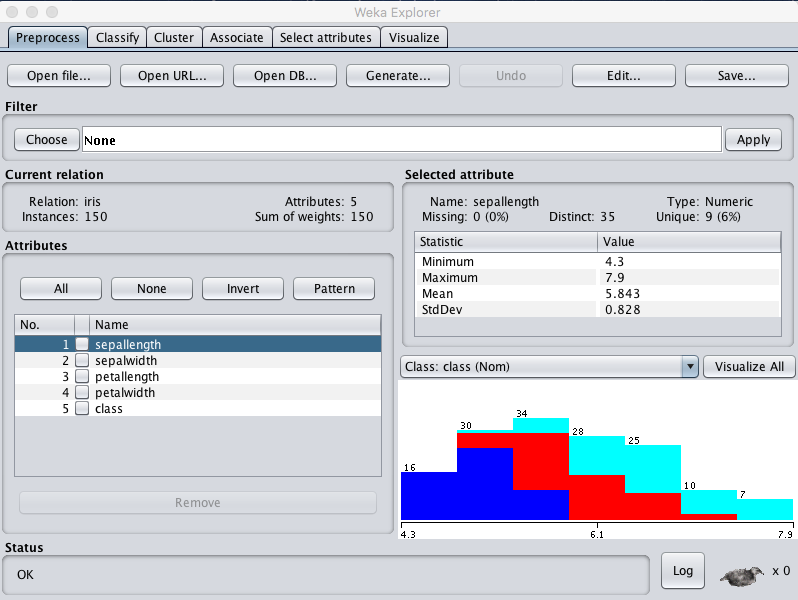 Weka Explorer
Preprocess Classify Cluster Associate Select attributes Visualize
Open file... Open URL... Open DB... Generate... Undo Edit... Save...
Filter
Choose None Apply
Current relation
Relation: iris Attributes: 5
Instances: 150 Sum of weights: 150
Attributes
All None Invert Pattern
No. Name
1 sepallength
2 sepalwidth
3 petallength
4 petalwidth
5 class
Remove
Selected attribute
Name: sepallength Type: Numeric
Missing: 0 (0%) Distinct: 35 Unique: 9 (6%)
Statistic Value
Minimum 4.3
Maximum 7.9
Mean 5.843
StdDev 0.828
Class: class (Nom) Visualize All
16 30 34 28 25 10 7
4.3 6.1 7.9
Status
OK Log x 0